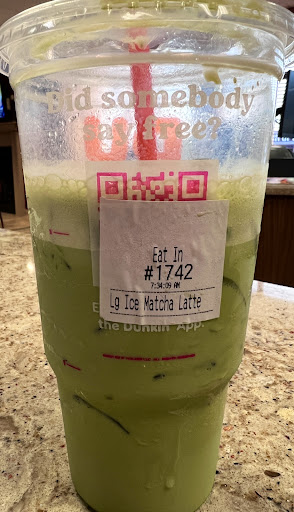 Did somebody
say free?
Eat In
#1742
7:34:09 AM
Lg Ice Matcha Latte
the Dunkin' App.